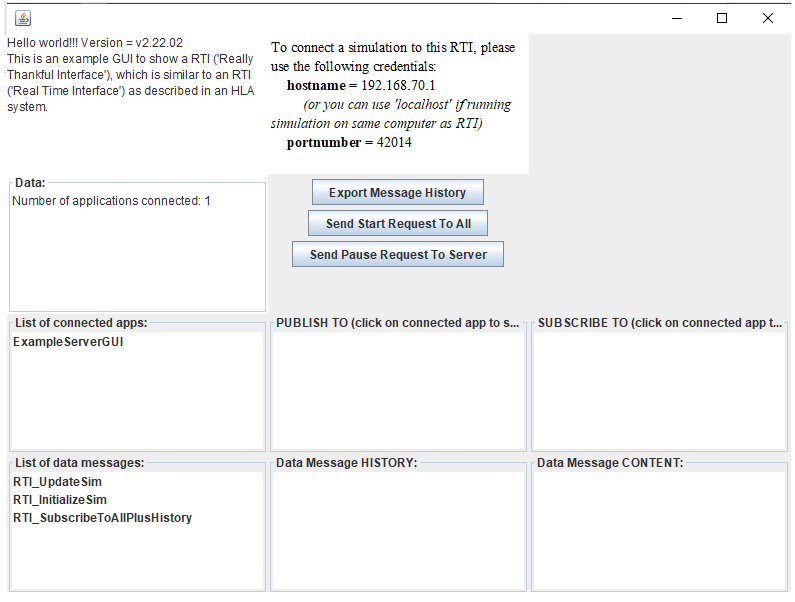 Hello world!!! Version = v2.22.02
This is an example GUI to show a RTI ('Really
Thankful Interface'), which is similar to an RTI
('Real Time Interface') as described in an HLA
system.
To connect a simulation to this RTI, please
use the following credentials:
hostname = 192.168.70.1
(or you can use 'localhost' if running
simulation on same computer as RTI)
portnumber = 42014
Data:
Number of applications connected: 1
Export Message History
Send Start Request To All
Send Pause Request To Server
List of connected apps:
ExampleServerGUI
PUBLISH TO (click on connected app to s...
SUBSCRIBE TO (click on connected app t...
List of data messages:
RTI_UpdateSim
RTI_InitializeSim
RTI_SubscribeToAllPlusHistory
Data Message HISTORY:
Data Message CONTENT: